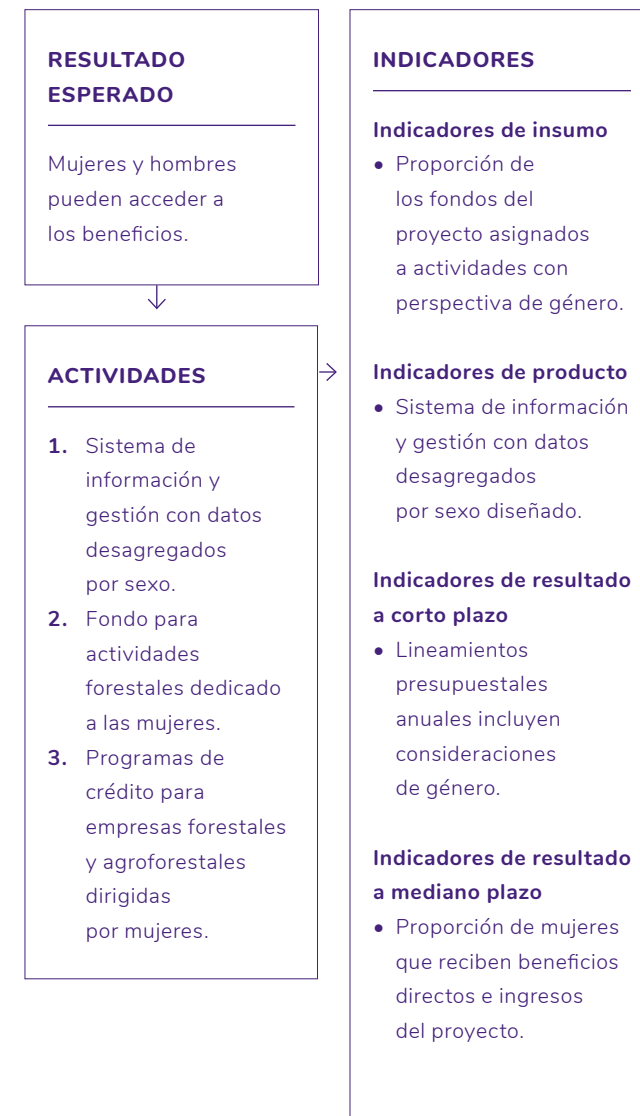 RESULTADO
ESPERADO
Mujeres y hombres
pueden acceder a
los beneficios.
ACTIVIDADES
1. Sistema de
información y
gestión con datos
desagregados
por sexo.
2. Fondo para
actividades
forestales dedicado
a las mujeres.
3. Programas de
crédito para
empresas forestales
y agroforestales
dirigidas
por mujeres.
INDICADORES
Indicadores de insumo
• Proporción de
los fondos del
proyecto asignados
a actividades con
perspectiva de género.
Indicadores de producto
• Sistema de información
y gestión con datos
desagregados
por sexo diseñado.
Indicadores de resultado
a corto plazo
• Lineamientos
presupuestales
anuales incluyen
consideraciones
de género.
Indicadores de resultado
a mediano plazo
• Proporción de mujeres
que reciben beneficios
directos e ingresos
del proyecto.